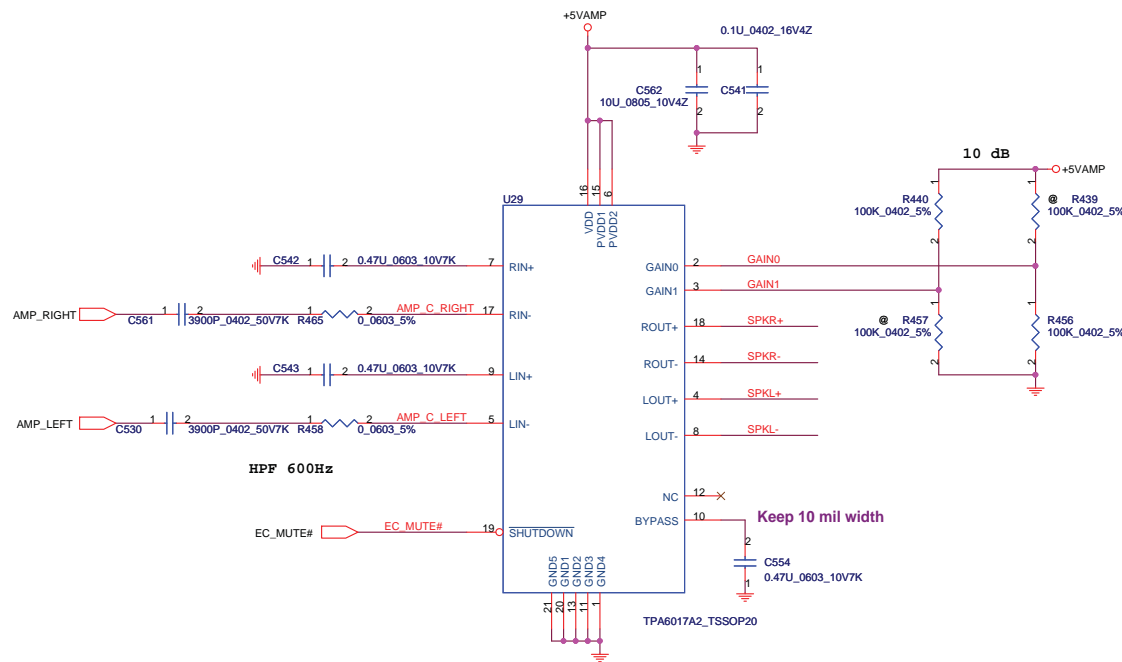 +5VAMP
0.1U_0402_16V4Z
1
1
C562
C541
10U_0805_10V4Z
2
2
10 dB
+5VAMP
1
1
R440
@ R439
100K_0402_5%
100K_0402_5%
2
2
16
15
6
U29
VDD
PVDD1
PVDD2
C542 1 2 0.47U_0603_10V7K
7 RIN+
GAIN0 2 GAIN0
GAIN1 3 GAIN1
AMP_RIGHT
1 2
C561
3900P_0402_50V7K
1 2
R465
0_0603_5%
AMP_C_RIGHT
17 RIN-
ROUT+ 18 SPKR+
1
1
@ R457
R456
100K_0402_5%
100K_0402_5%
2
2
ROUT- 14 SPKR-
C543 1 2 0.47U_0603_10V7K
9 LIN+
LOUT+ 4 SPKL+
AMP_LEFT
1 2
C530
3900P_0402_50V7K
1 2
R458
0_0603_5%
AMP_C_LEFT
5 LIN-
LOUT- 8 SPKL-
HPF 600Hz
NC 12
BYPASS 10
Keep 10 mil width
EC_MUTE#
EC_MUTE#
19 SHUTDOWN
2
C554
0.47U_0603_10V7K
1
GND5
GND1
GND2
GND3
GND4
21
20
13
11
1
TPA6017A2_TSSOP20